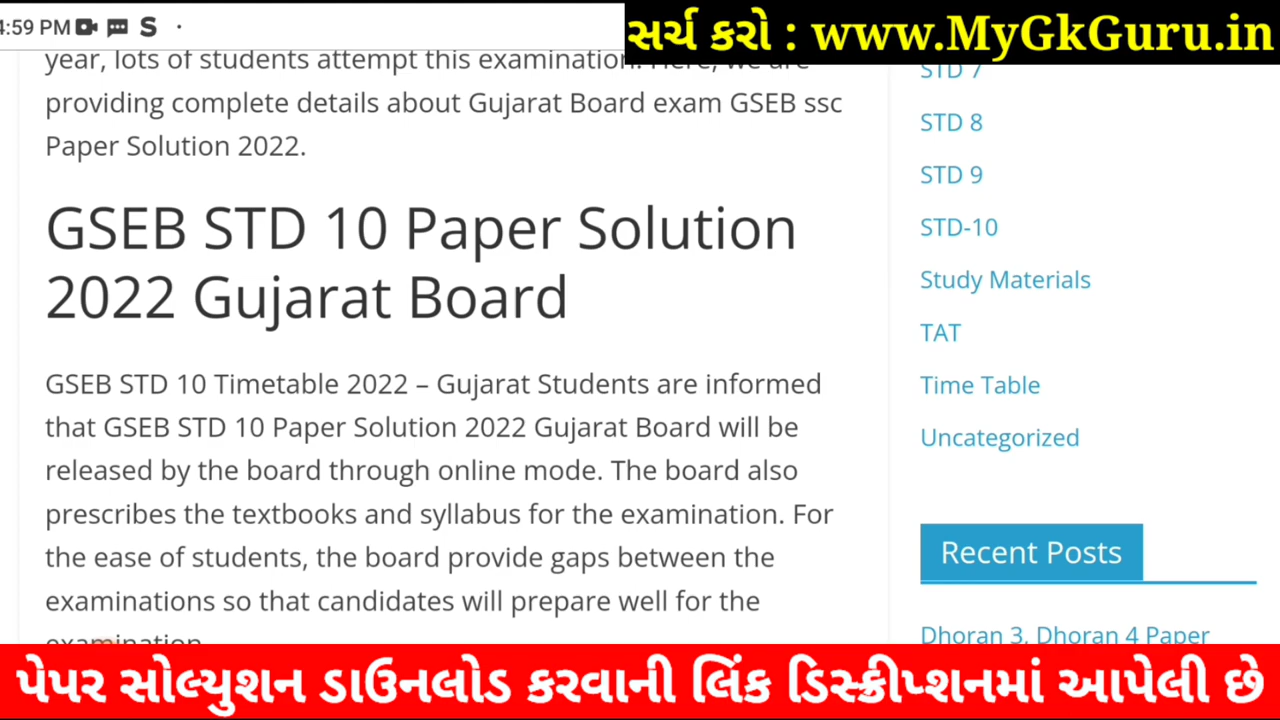 4:59 PM S
સર્ચ કરો : www.MyGkGuru.in
year, lots of students attempt this examination. Here, we are
providing complete details about Gujarat Board exam GSEB ssc
Paper Solution 2022.
GSEB STD 10 Paper Solution
2022 Gujarat Board
GSEB STD 10 Timetable 2022 – Gujarat Students are informed
that GSEB STD 10 Paper Solution 2022 Gujarat Board will be
released by the board through online mode. The board also
prescribes the textbooks and syllabus for the examination. For
the ease of students, the board provide gaps between the
examinations so that candidates will prepare well for the
examination.
STD 7
STD 8
STD 9
STD-10
Study Materials
TAT
Time Table
Uncategorized
Recent Posts
Dhoran 3, Dhoran 4 Paper
પેપર સોલ્યુશન ડાઉનલોડ કરવાની લિંક ડિસ્ક્રીપ્શનમાં આપેલી છે